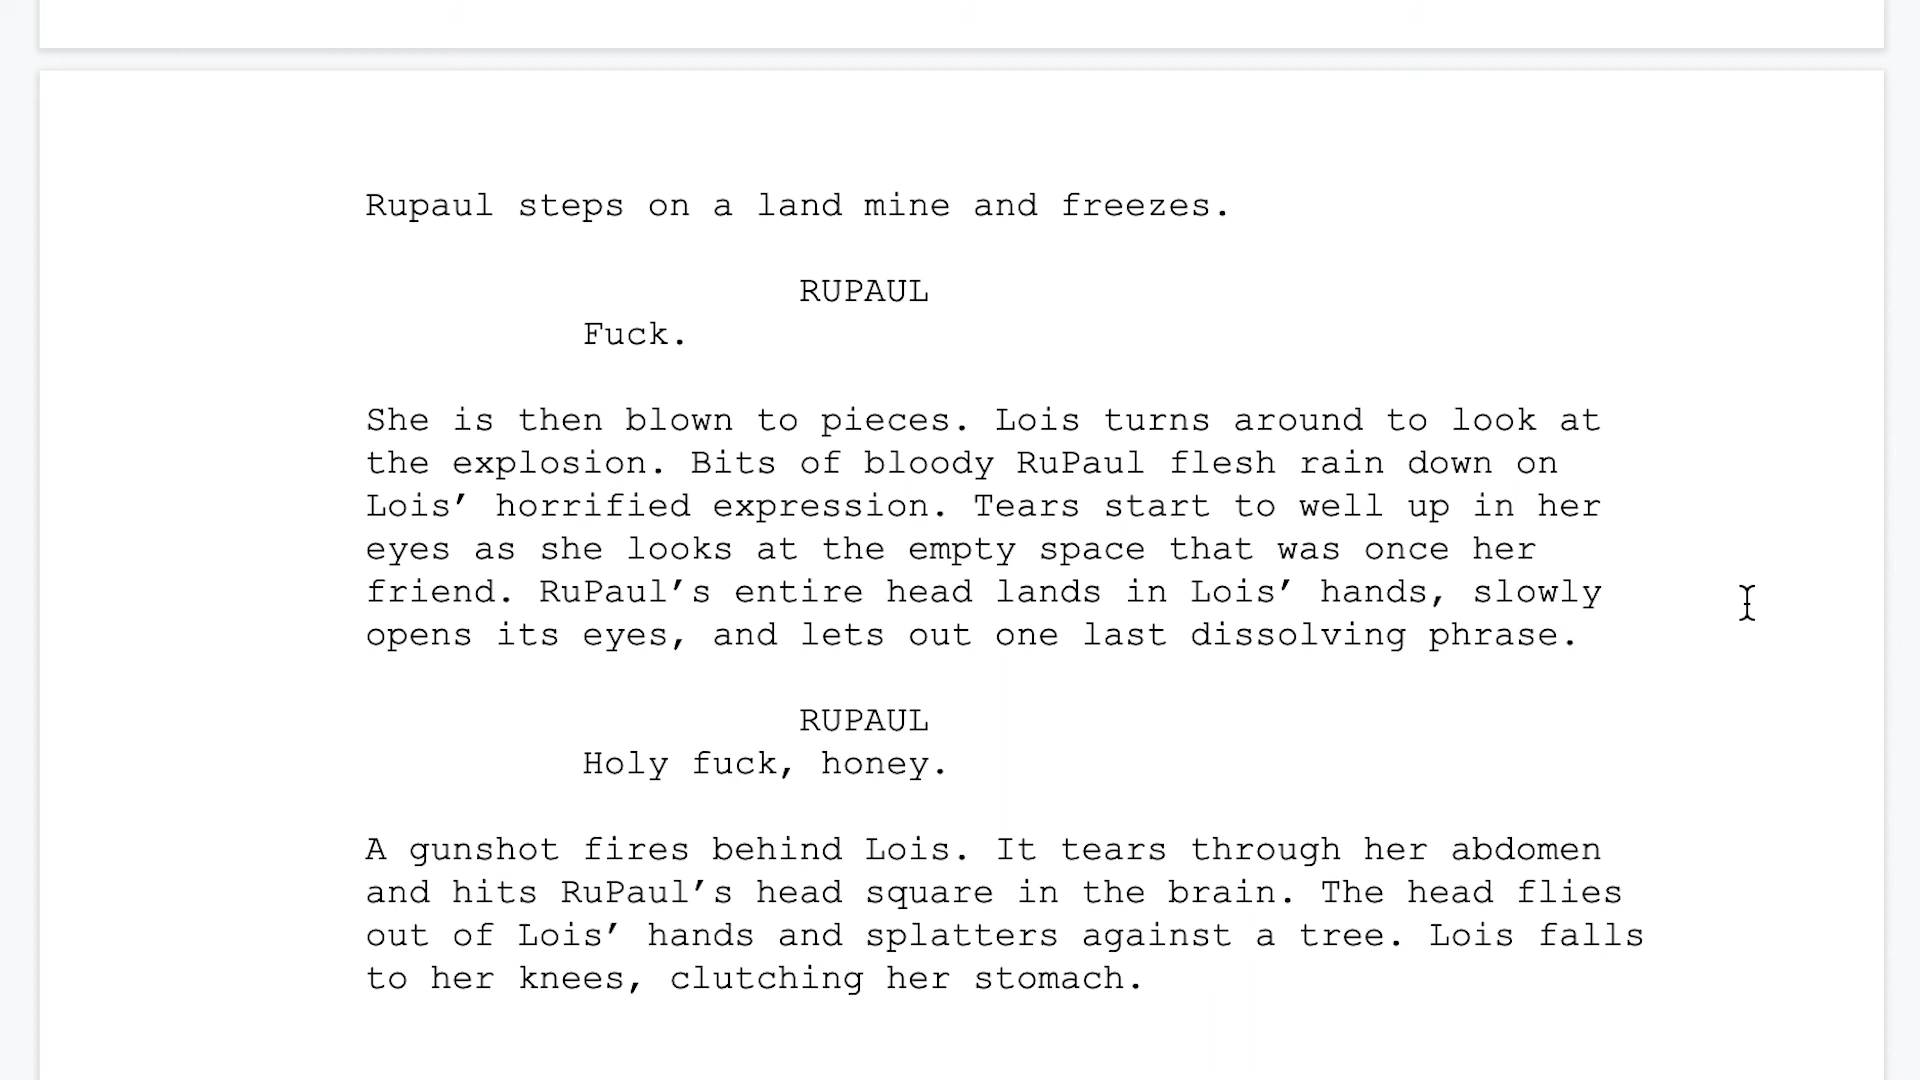 Rupaul steps on a land mine and freezes.
RUPAUL
Fuck.
She is then blown to pieces. Lois turns around to look at
the explosion. Bits of bloody RuPaul flesh rain down on
Lois’ horrified expression. Tears start to well up in her
eyes as she looks at the empty space that was once her
friend. RuPaul’s entire head lands in Lois’ hands, slowly
opens its eyes, and lets out one last dissolving phrase.
RUPAUL
Holy fuck, honey.
A gunshot fires behind Lois. It tears through her abdomen
and hits RuPaul’s head square in the brain. The head flies
out of Lois’ hands and splatters against a tree. Lois falls
to her knees, clutching her stomach.